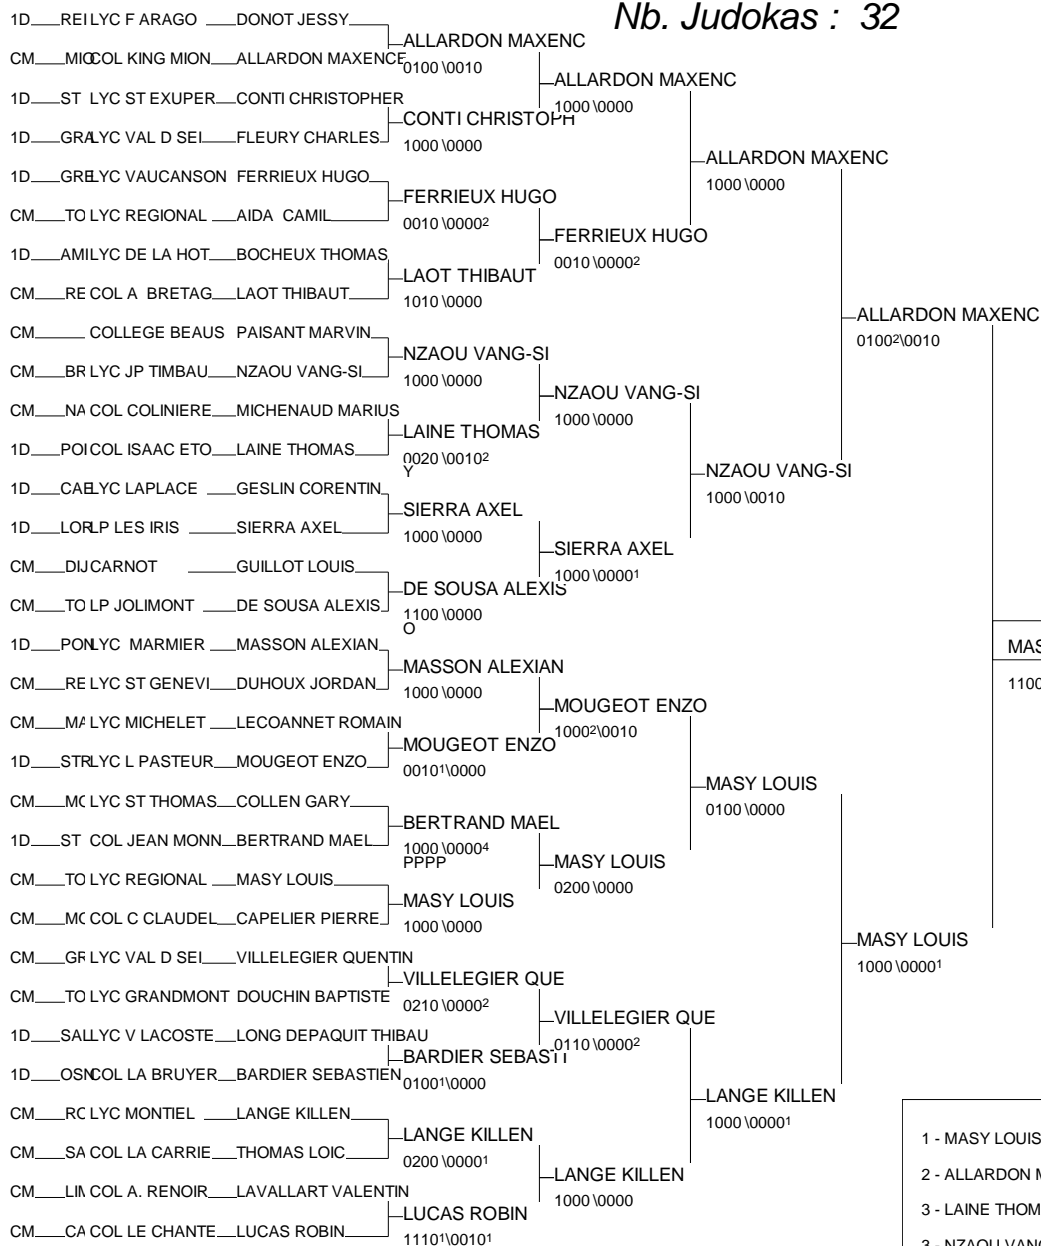 Nb. Judokas : 32
1D REI LYC F ARAGO DONOT JESSY
CM MIO COL KING MION ALLARDON MAXENCE
1D ST LYC ST EXUPER CONTI CHRISTOPHER
1D GRA LYC VAL D SEI FLEURY CHARLES
1D GRE LYC VAUCANSON FERRIEUX HUGO
CM TO LYC REGIONAL AIDA CAMIL
1D AMI LYC DE LA HOT BOCHEUX THOMAS
CM RE COL A BRETAG LAOT THIBAUT
CM COLLEGE BEAUS PAISANT MARVIN
CM BR LYC JP TIMBAU NZAOU VANG-SI
CM NA COL COLINIERE MICHENAUD MARIUS
1D POI COL ISAAC ETO LAINE THOMAS
1D CAE LYC LAPLACE GESLIN CORENTIN
1D LOR LP LES IRIS SIERRA AXEL
CM DIJ CARNOT GUILLOT LOUIS
CM TO LP JOLIMONT DE SOUSA ALEXIS
1D PON LYC MARMIER MASSON ALEXIAN
CM RE LYC ST GENEVI DUHOUX JORDAN
CM MA LYC MICHELET LECOANNET ROMAIN
1D STR LYC L PASTEUR MOUGEOT ENZO
CM MO LYC ST THOMAS COLLEN GARY
1D ST COL JEAN MONN BERTRAND MAEL
CM TO LYC REGIONAL MASY LOUIS
CM MO COL C CLAUDEL CAPELIER PIERRE
CM GR LYC VAL D SEI VILLELEGIER QUENTIN
CM TO LYC GRANDMONT DOUCHIN BAPTISTE
1D SAL LYC V LACOSTE LONG DEPAQUIT THIBAU
1D OSN COL LA BRUYER BARDIER SEBASTIEN
CM RO LYC MONTIEL LANGE KILLEN
CM SA COL LA CARRIE THOMAS LOIC
CM LIM COL A. RENOIR LAVALLART VALENTIN
CM CA COL LE CHANTE LUCAS ROBIN
ALLARDON MAXENC
0100 \0010
CONTI CHRISTOPH
1000 \0000
FERRIEUX HUGO
0010 \0000²
LAOT THIBAUT
1010 \0000
NZAOU VANG-SI
1000 \0000
LAINE THOMAS
0020 \0010²
Y
SIERRA AXEL
1000 \0000
DE SOUSA ALEXIS
1100 \0000
O
MASSON ALEXIAN
1000 \0000
MOUGEOT ENZO
0010¹\0000
BERTRAND MAEL
1000 \0000⁴
PPPP
MASY LOUIS
1000 \0000
VILLELEGIER QUE
0210 \0000²
BARDIER SEBASTI
0100¹\0000
LANGE KILLEN
0200 \0000¹
LUCAS ROBIN
1110¹\0010¹
ALLARDON MAXENC
1000 \0000
FERRIEUX HUGO
0010 \0000²
NZAOU VANG-SI
1000 \0000
SIERRA AXEL
1000 \0000¹
MOUGEOT ENZO
1000²\0010
MASY LOUIS
0200 \0000
VILLELEGIER QUE
0110 \0000²
LANGE KILLEN
1000 \0000
ALLARDON MAXENC
1000 \0000
NZAOU VANG-SI
1000 \0010
MASY LOUIS
0100 \0000
LANGE KILLEN
1000 \0000¹
ALLARDON MAXENC
0100²\0010
MASY LOUIS
1000 \0000¹
MAS
1100
1 - MASY LOUIS
2 - ALLARDON M
3 - LAINE THOM
3 - NZAOU VANG